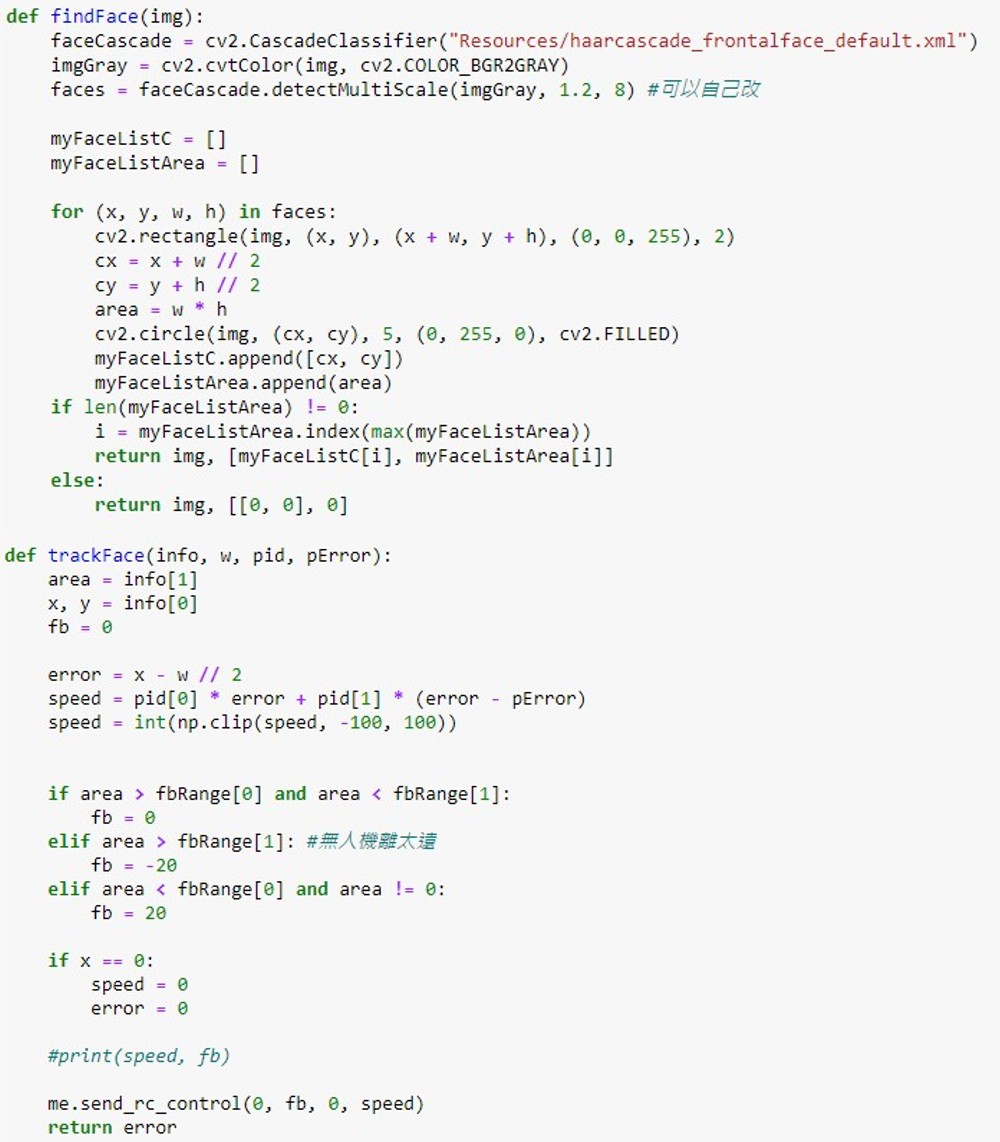 def findFace(img):
    faceCascade = cv2.CascadeClassifier("Resources/haarcascade_frontalface_default.xml")
    imgGray = cv2.cvtColor(img, cv2.COLOR_BGR2GRAY)
    faces = faceCascade.detectMultiScale(imgGray, 1.2, 8) #可以自己改
    myFaceListC = []
    myFaceListArea = []
    for (x, y, w, h) in faces:
        cv2.rectangle(img, (x, y), (x + w, y + h), (0, 0, 255), 2)
        cx = x + w // 2
        cy = y + h // 2
        area = w * h
        cv2.circle(img, (cx, cy), 5, (0, 255, 0), cv2.FILLED)
        myFaceListC.append([cx, cy])
        myFaceListArea.append(area)
    if len(myFaceListArea) != 0:
        i = myFaceListArea.index(max(myFaceListArea))
        return img, [myFaceListC[i], myFaceListArea[i]]
    else:
        return img, [[0, 0], 0]
def trackFace(info, w, pid, pError):
    area = info[1]
    x, y = info[0]
    fb = 0
    error = x - w // 2
    speed = pid[0] * error + pid[1] * (error - pError)
    speed = int(np.clip(speed, -100, 100))
    if area > fbRange[0] and area < fbRange[1]:
        fb = 0
    elif area > fbRange[1]: #無人機離太遠
        fb = -20
    elif area < fbRange[0] and area != 0:
        fb = 20
    if x == 0:
        speed = 0
        error = 0
    #print(speed, fb)
    me.send_rc_control(0, fb, 0, speed)
    return error